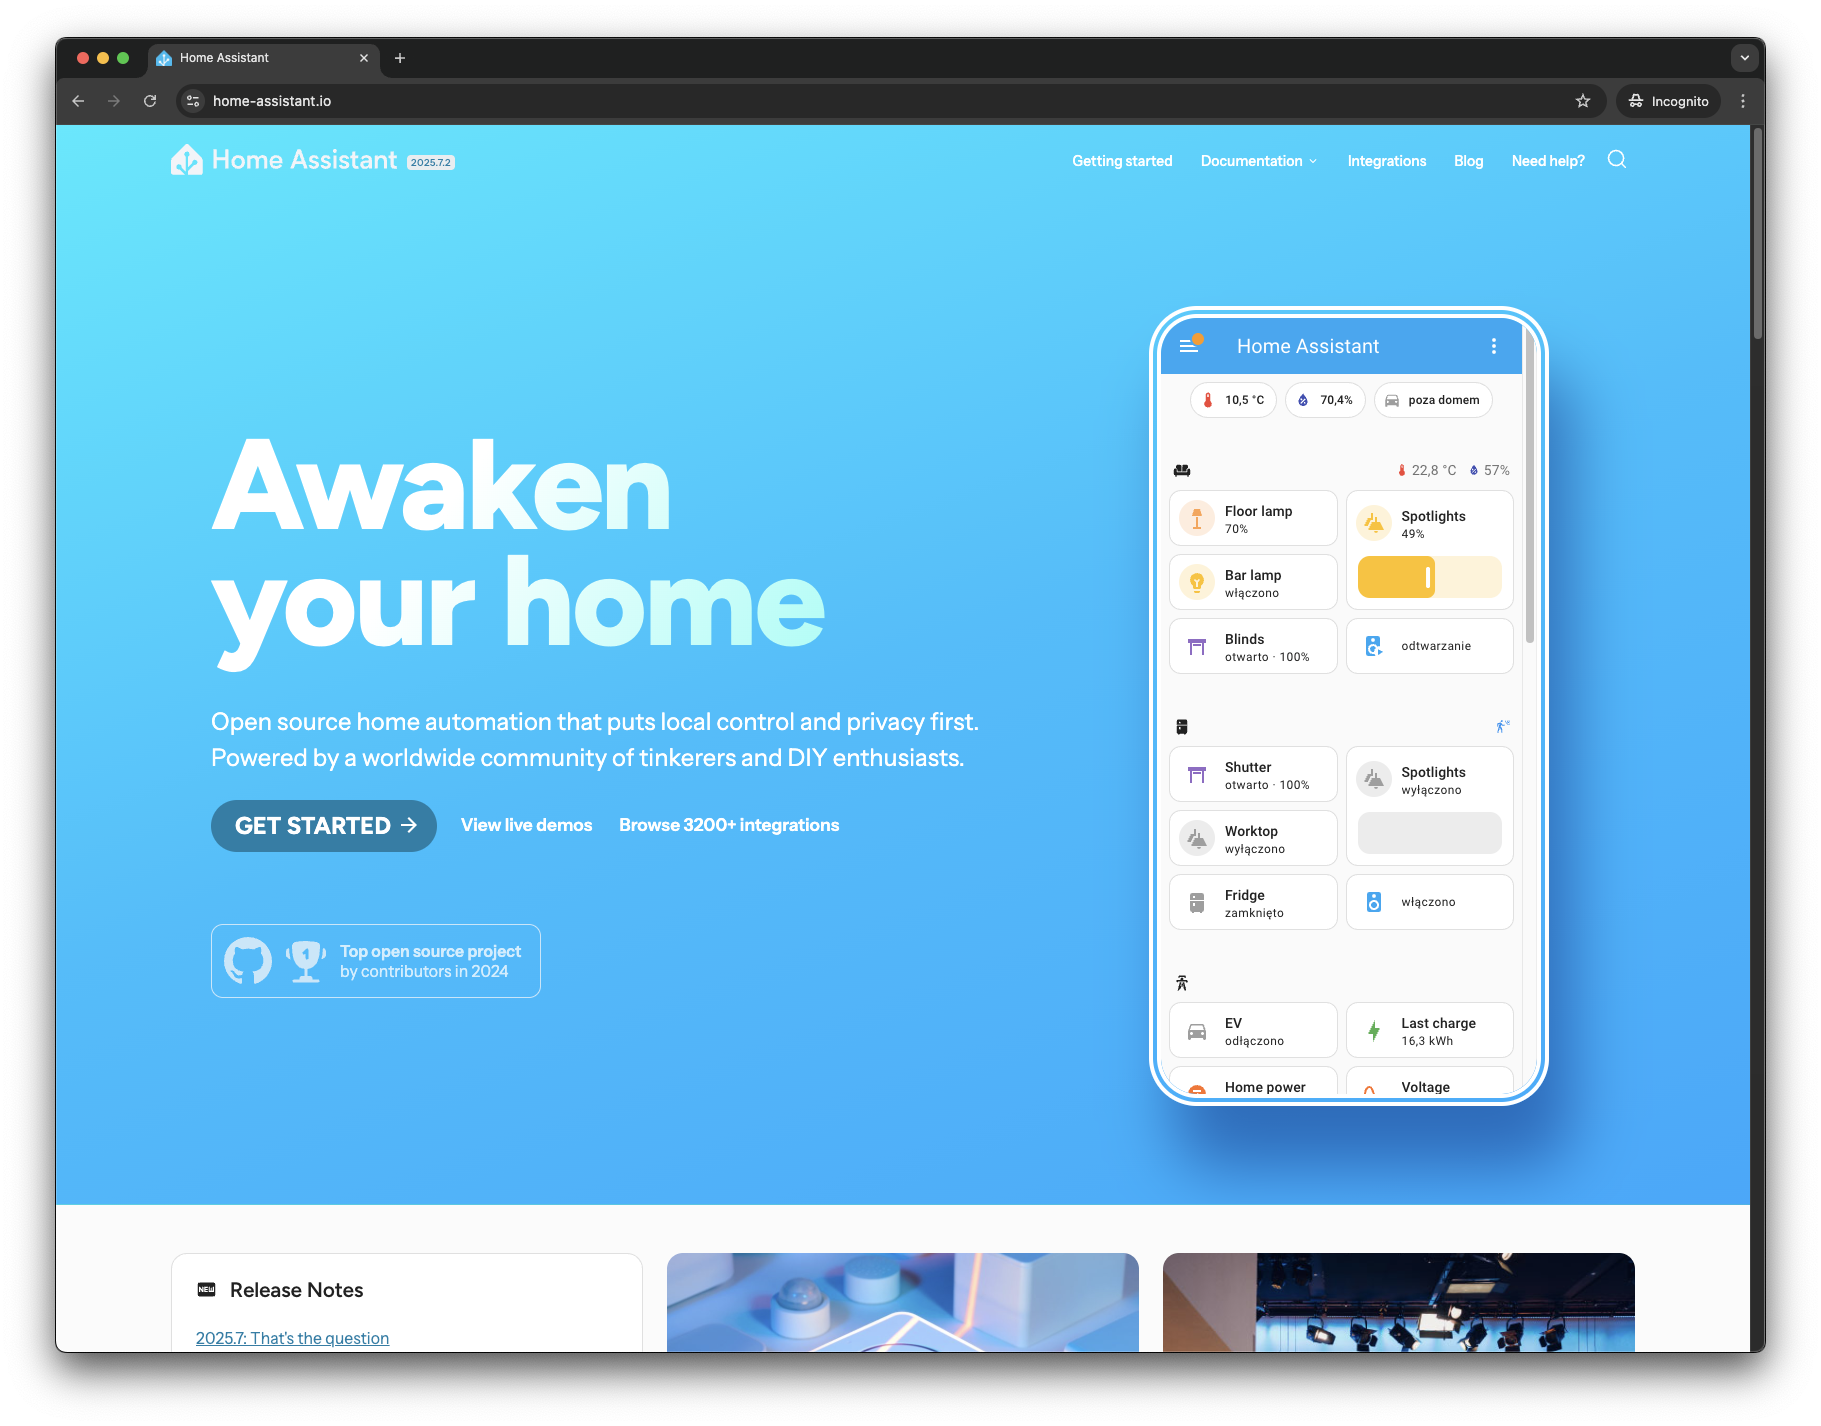 Home Assistant
home-assistant.io
Incognito
Home Assistant 2025.7.2
Getting started Documentation Integrations Blog Need help?
Awaken
your home
Open source home automation that puts local control and privacy first.
Powered by a worldwide community of tinkerers and DIY enthusiasts.
GET STARTED → View live demos Browse 3200+ integrations
1
Top open source project
by contributors in 2024
Home Assistant
10,5 °C 70,4% poza domem
22,8 °C 57%
Floor lamp
70%
Spotlights
49%
Bar lamp
włączono
Blinds
otwarto · 100%
odtwarzanie
Shutter
otwarto · 100%
Spotlights
wyłączono
Worktop
wyłączono
Fridge
zamknięto
włączono
EV
odłączono
Last charge
16,3 kWh
Home power
Voltage
NEW Release Notes
2025.7: That's the question